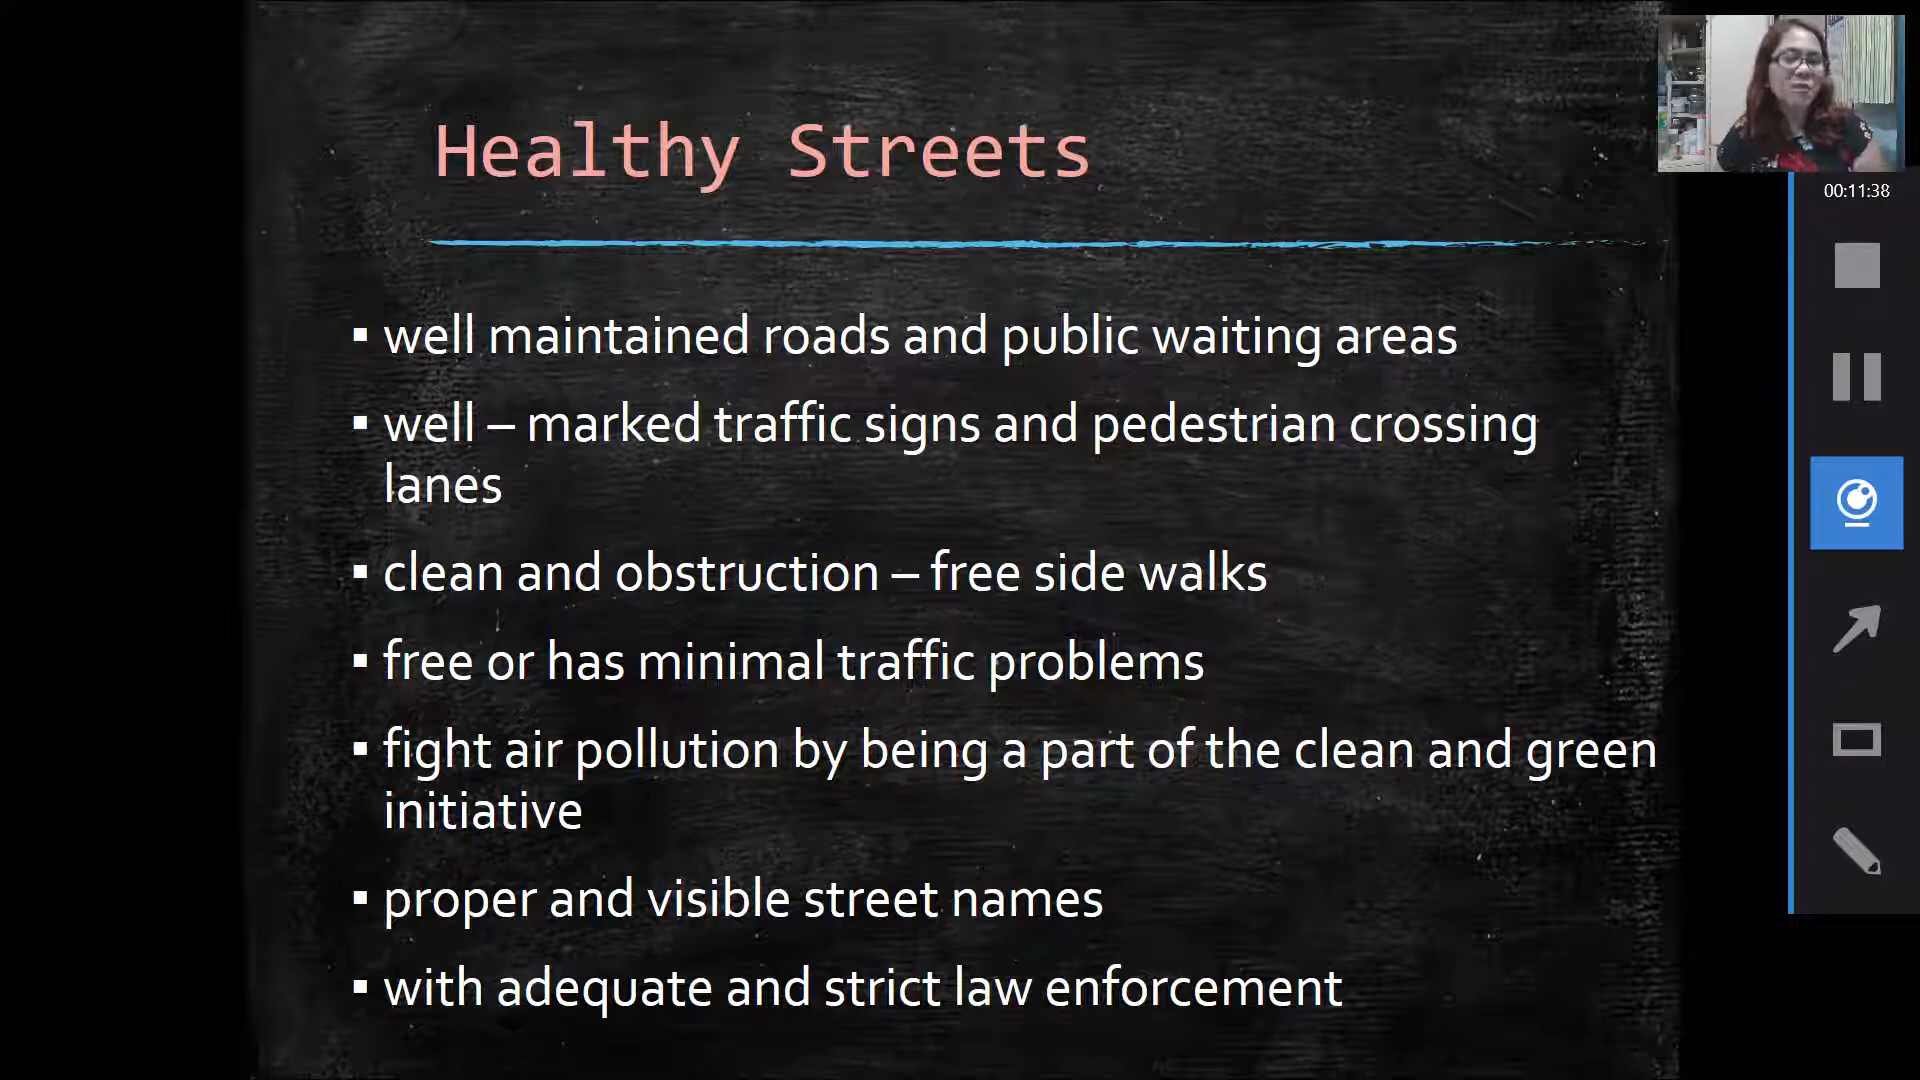 Healthy Streets
00:11:38
▪ well maintained roads and public waiting areas
▪ well – marked traffic signs and pedestrian crossing
lanes
▪ clean and obstruction – free side walks
▪ free or has minimal traffic problems
▪ fight air pollution by being a part of the clean and green
initiative
▪ proper and visible street names
▪ with adequate and strict law enforcement